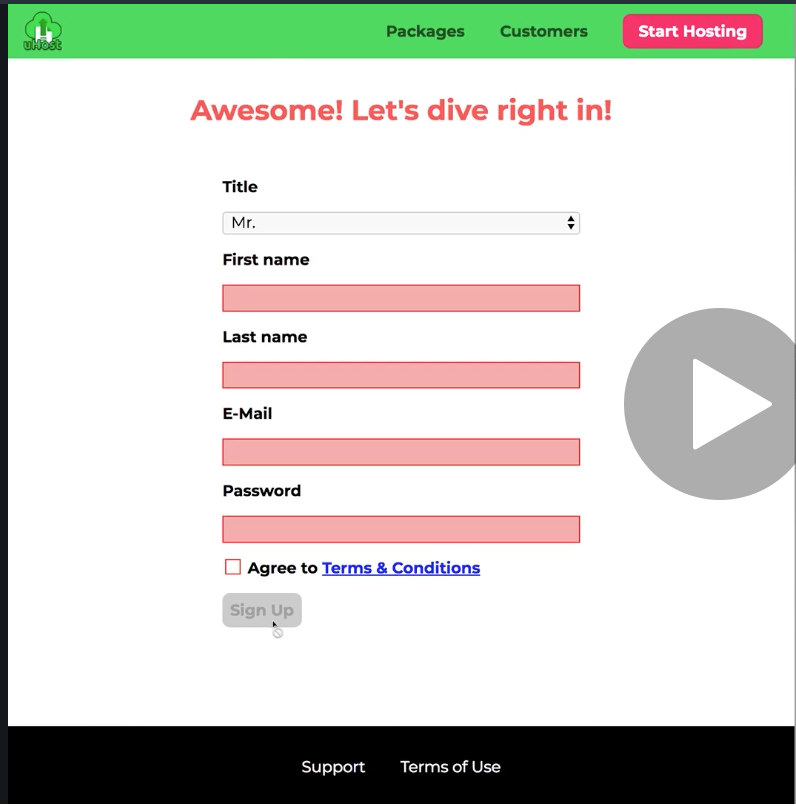 uHost
Packages Customers Start Hosting
Awesome! Let's dive right in!
Title
Mr.
First name
Last name
E-Mail
Password
Agree to Terms & Conditions
Sign Up
Support Terms of Use